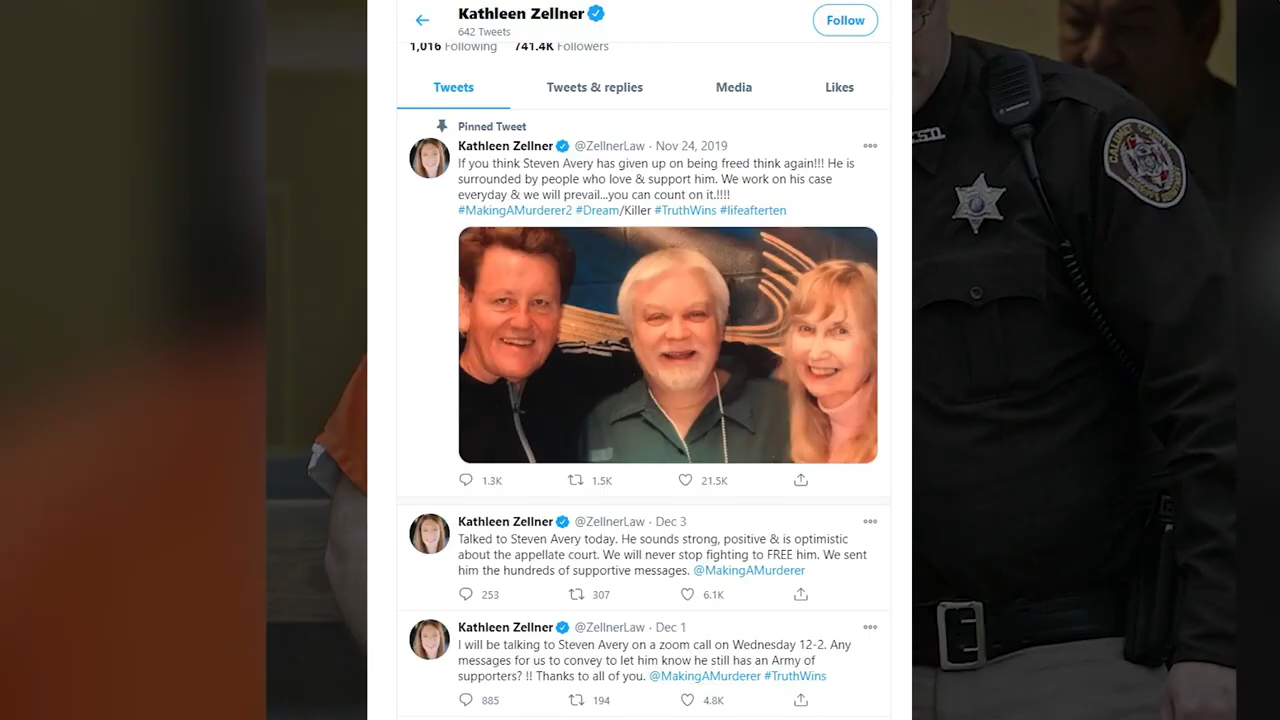 Kathleen Zellner
642 Tweets
Follow
1,016 Following 741.4K Followers
Tweets Tweets & replies Media Likes
Pinned Tweet
Kathleen Zellner @ZellnerLaw · Nov 24, 2019
If you think Steven Avery has given up on being freed think again!!! He is
surrounded by people who love & support him. We work on his case
everyday & we will prevail...you can count on it.!!!!
#MakingAMurderer2 #Dream/Killer #TruthWins #lifeafterten
1.3K 1.5K 21.5K
Kathleen Zellner @ZellnerLaw · Dec 3
Talked to Steven Avery today. He sounds strong, positive & is optimistic
about the appellate court. We will never stop fighting to FREE him. We sent
him the hundreds of supportive messages. @MakingAMurderer
253 307 6.1K
Kathleen Zellner @ZellnerLaw · Dec 1
I will be talking to Steven Avery on a zoom call on Wednesday 12-2. Any
messages for us to convey to let him know he still has an Army of
supporters? !! Thanks to all of you. @MakingAMurderer #TruthWins
885 194 4.8K